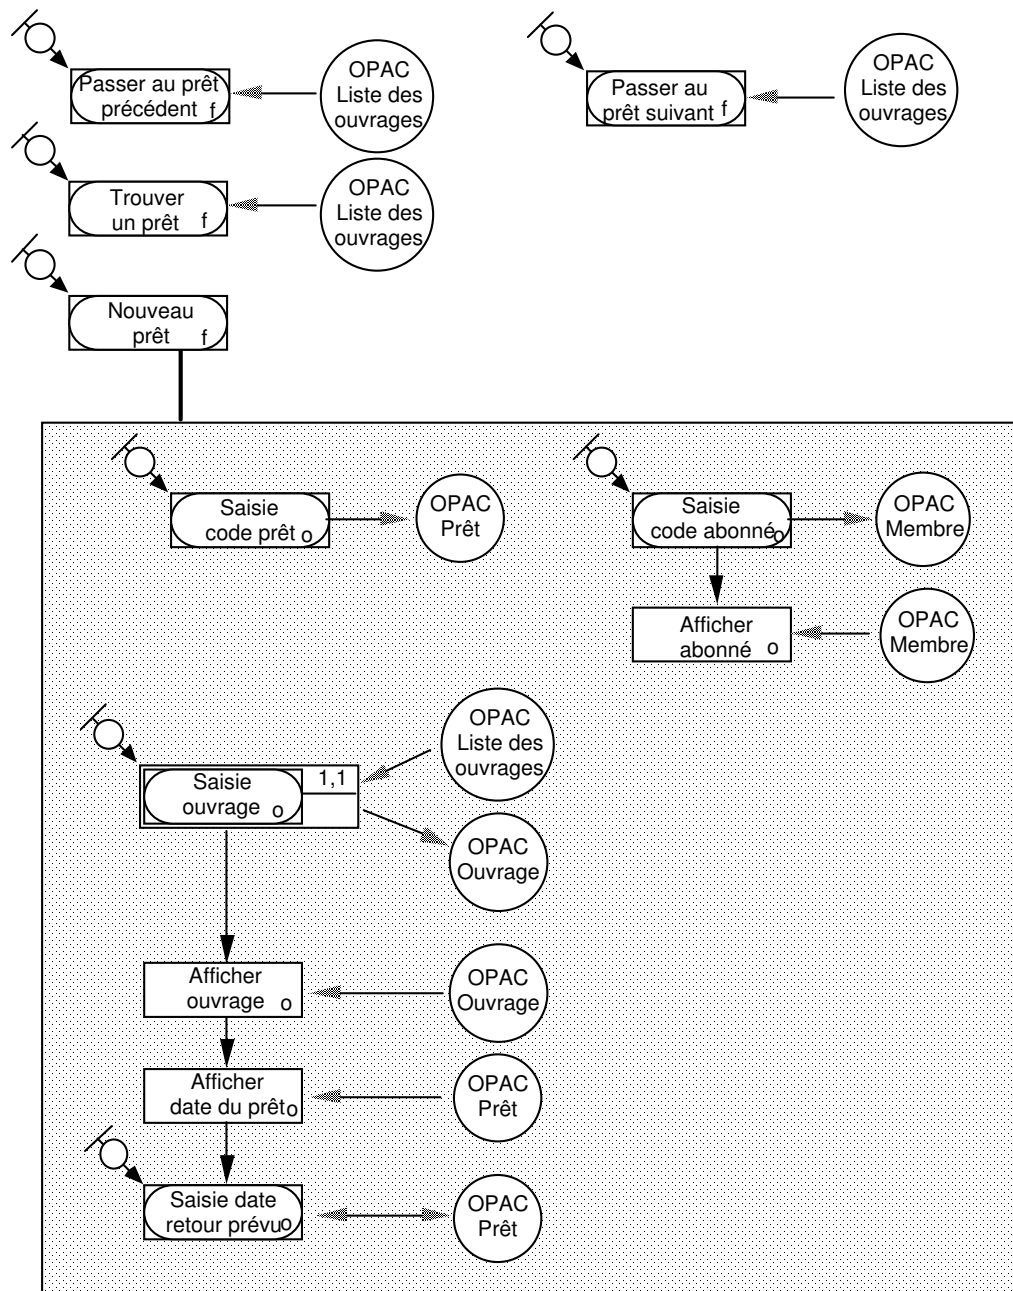 Passer au prêt
précédent f
OPAC
Liste des
ouvrages
Passer au
prêt suivant f
OPAC
Liste des
ouvrages
Trouver
un prêt f
OPAC
Liste des
ouvrages
Nouveau
prêt f
Saisie
code prêt o
OPAC
Prêt
Saisie
code abonné o
OPAC
Membre
Afficher
abonné o
OPAC
Membre
OPAC
Liste des
ouvrages
Saisie
ouvrage o
1,1
OPAC
Ouvrage
Afficher
ouvrage o
OPAC
Ouvrage
Afficher
date du prêt o
OPAC
Prêt
Saisie date
retour prévu o
OPAC
Prêt